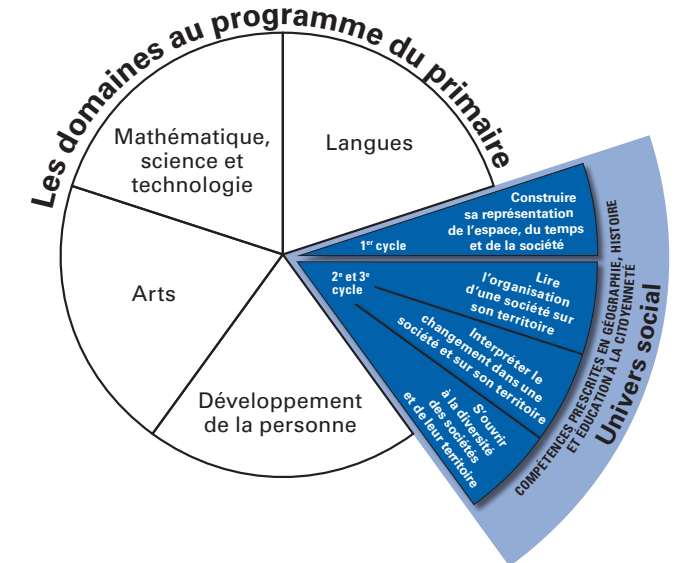 Les domaines au programme du primaire
Mathématique,
science et
technologie
Langues
Arts
Développement
de la personne
Construire
sa représentation
de l'espace, du temps
et de la société
1er cycle
2e et 3e
cycle
Lire
l'organisation
d'une société sur
son territoire
Interpréter le
changement dans une
société et sur son territoire
S'ouvrir
à la diversité
des sociétés
et de leur territoire
COMPÉTENCES PRESCRITES EN GÉOGRAPHIE, HISTOIRE
ET ÉDUCATION À LA CITOYENNETÉ
Univers social